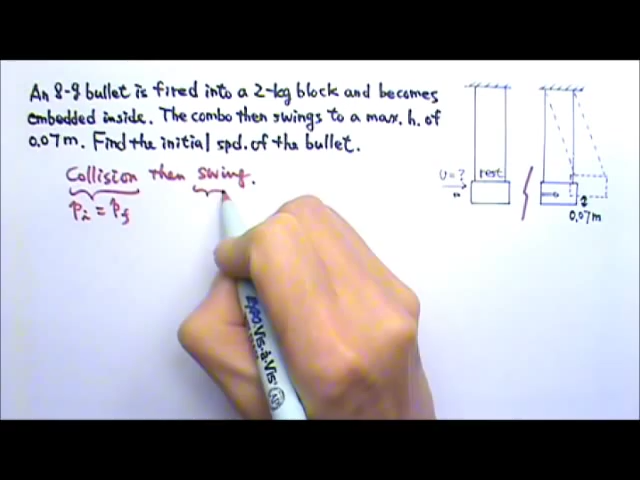 An 8-g bullet is fired into a 2-kg block and becomes
embedded inside. The combo then swings to a max. h. of
0.07 m. Find the initial spd. of the bullet.
Collision then swing.
Pi = Pf
U = ?
rest
0.07m
EXPO Vis-à-Vis